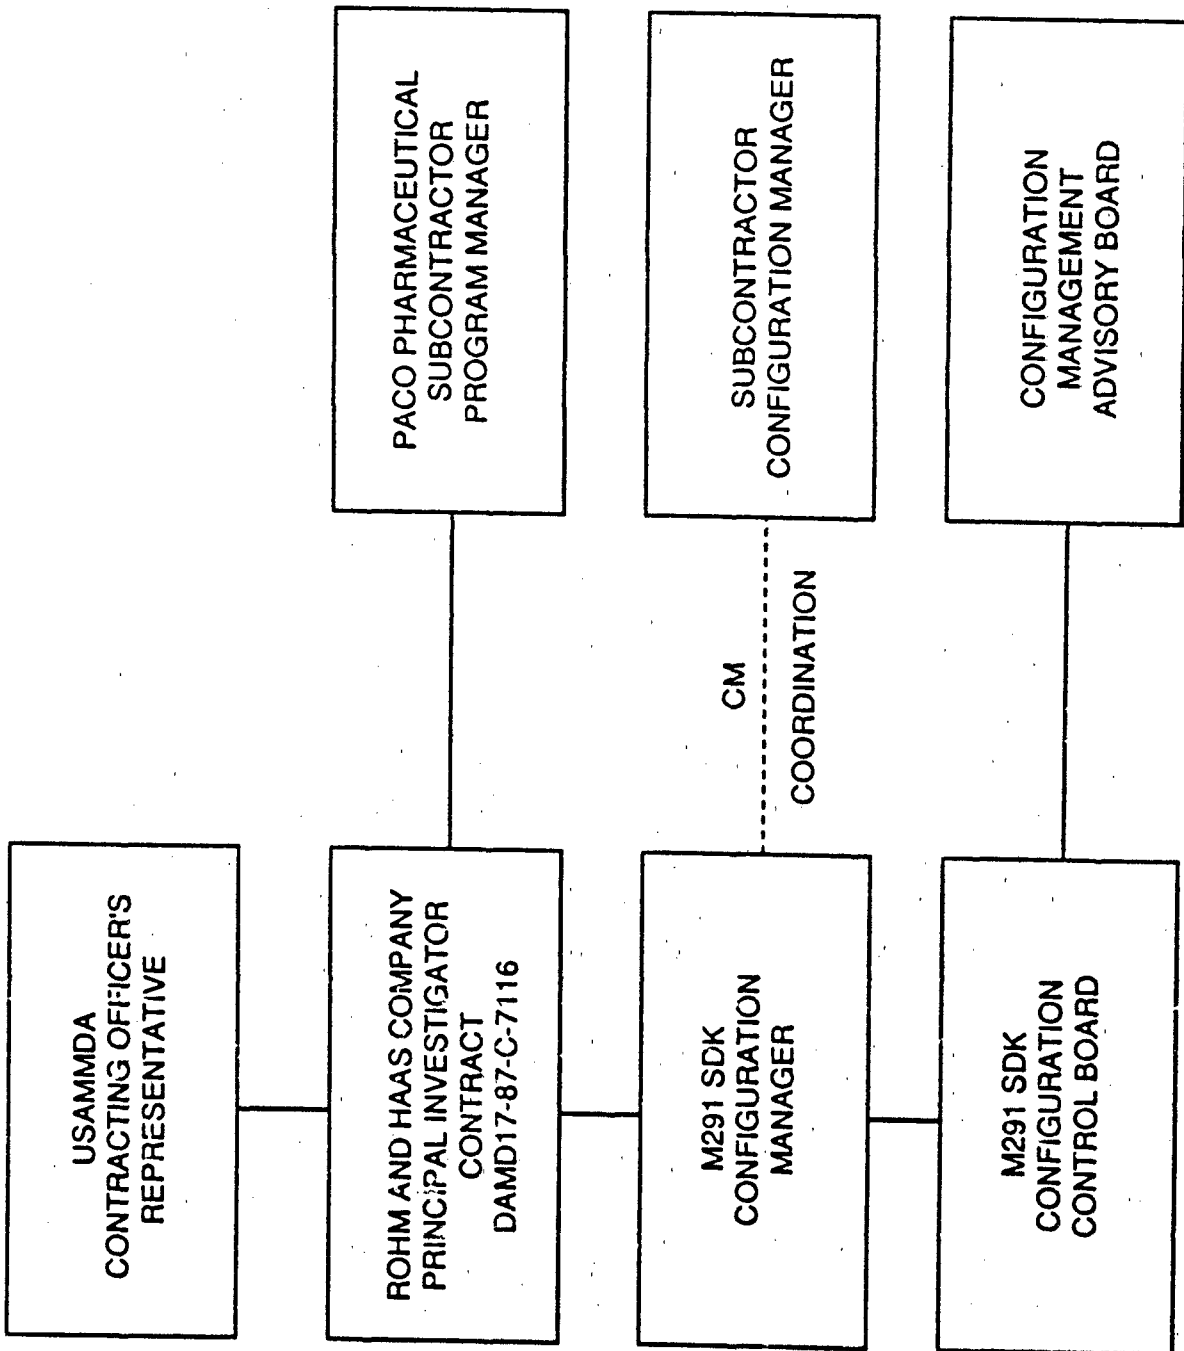 USAMMDA
CONTRACTING OFFICER'S
REPRESENTATIVE
ROHM AND HAAS COMPANY
PRINCIPAL INVESTIGATOR
CONTRACT
DAMD17-87-C-7116
PACO PHARMACEUTICAL
SUBCONTRACTOR
PROGRAM MANAGER
M291 SDK
CONFIGURATION
MANAGER
CM
COORDINATION
SUBCONTRACTOR
CONFIGURATION MANAGER
M291 SDK
CONFIGURATION
CONTROL BOARD
CONFIGURATION
MANAGEMENT
ADVISORY BOARD